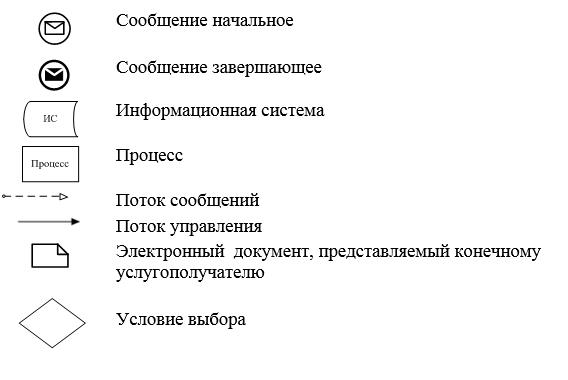 Сообщение начальное
Сообщение завершающее
ИС
Информационная система
Процесс
Процесс
Поток сообщений
Поток управления
Электронный документ, представляемый конечному
услугополучателю
Условие выбора